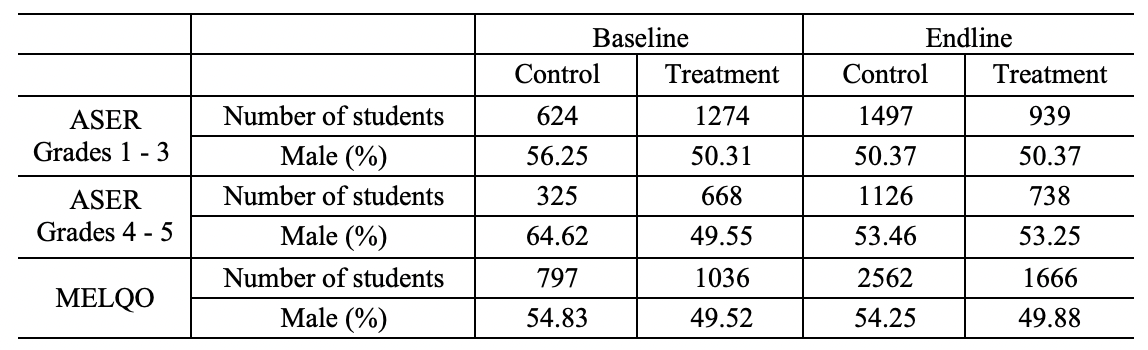 Baseline Endline
Control Treatment Control Treatment
ASER Grades 1 - 3 Number of students 624 1274 1497 939
Male (%) 56.25 50.31 50.37 50.37
ASER Grades 4 - 5 Number of students 325 668 1126 738
Male (%) 64.62 49.55 53.46 53.25
MELQO Number of students 797 1036 2562 1666
Male (%) 54.83 49.52 54.25 49.88